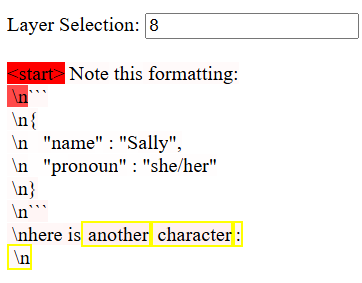 Layer Selection: 8
<start> Note this formatting:
\n```
\n{
\n   "name" : "Sally",
\n   "pronoun" : "she/her"
\n}
\n```
\nhere is another character :
\n